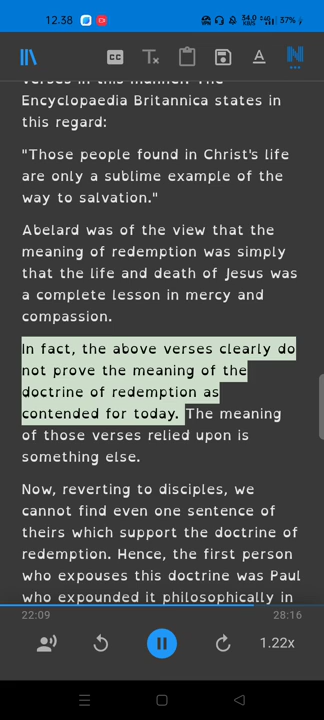 12.38
34.0
KB/S
4G
37%
CC
T×
A
N
verses in this manner. The
Encyclopaedia Britannica states in
this regard:
"Those people found in Christ's life
are only a sublime example of the
way to salvation."
Abelard was of the view that the
meaning of redemption was simply
that the life and death of Jesus was
a complete lesson in mercy and
compassion.
In fact, the above verses clearly do
not prove the meaning of the
doctrine of redemption as
contended for today. The meaning
of those verses relied upon is
something else.
Now, reverting to disciples, we
cannot find even one sentence of
theirs which support the doctrine of
redemption. Hence, the first person
who expouses this doctrine was Paul
who expounded it philosophically in
22:09
28:16
1.22x